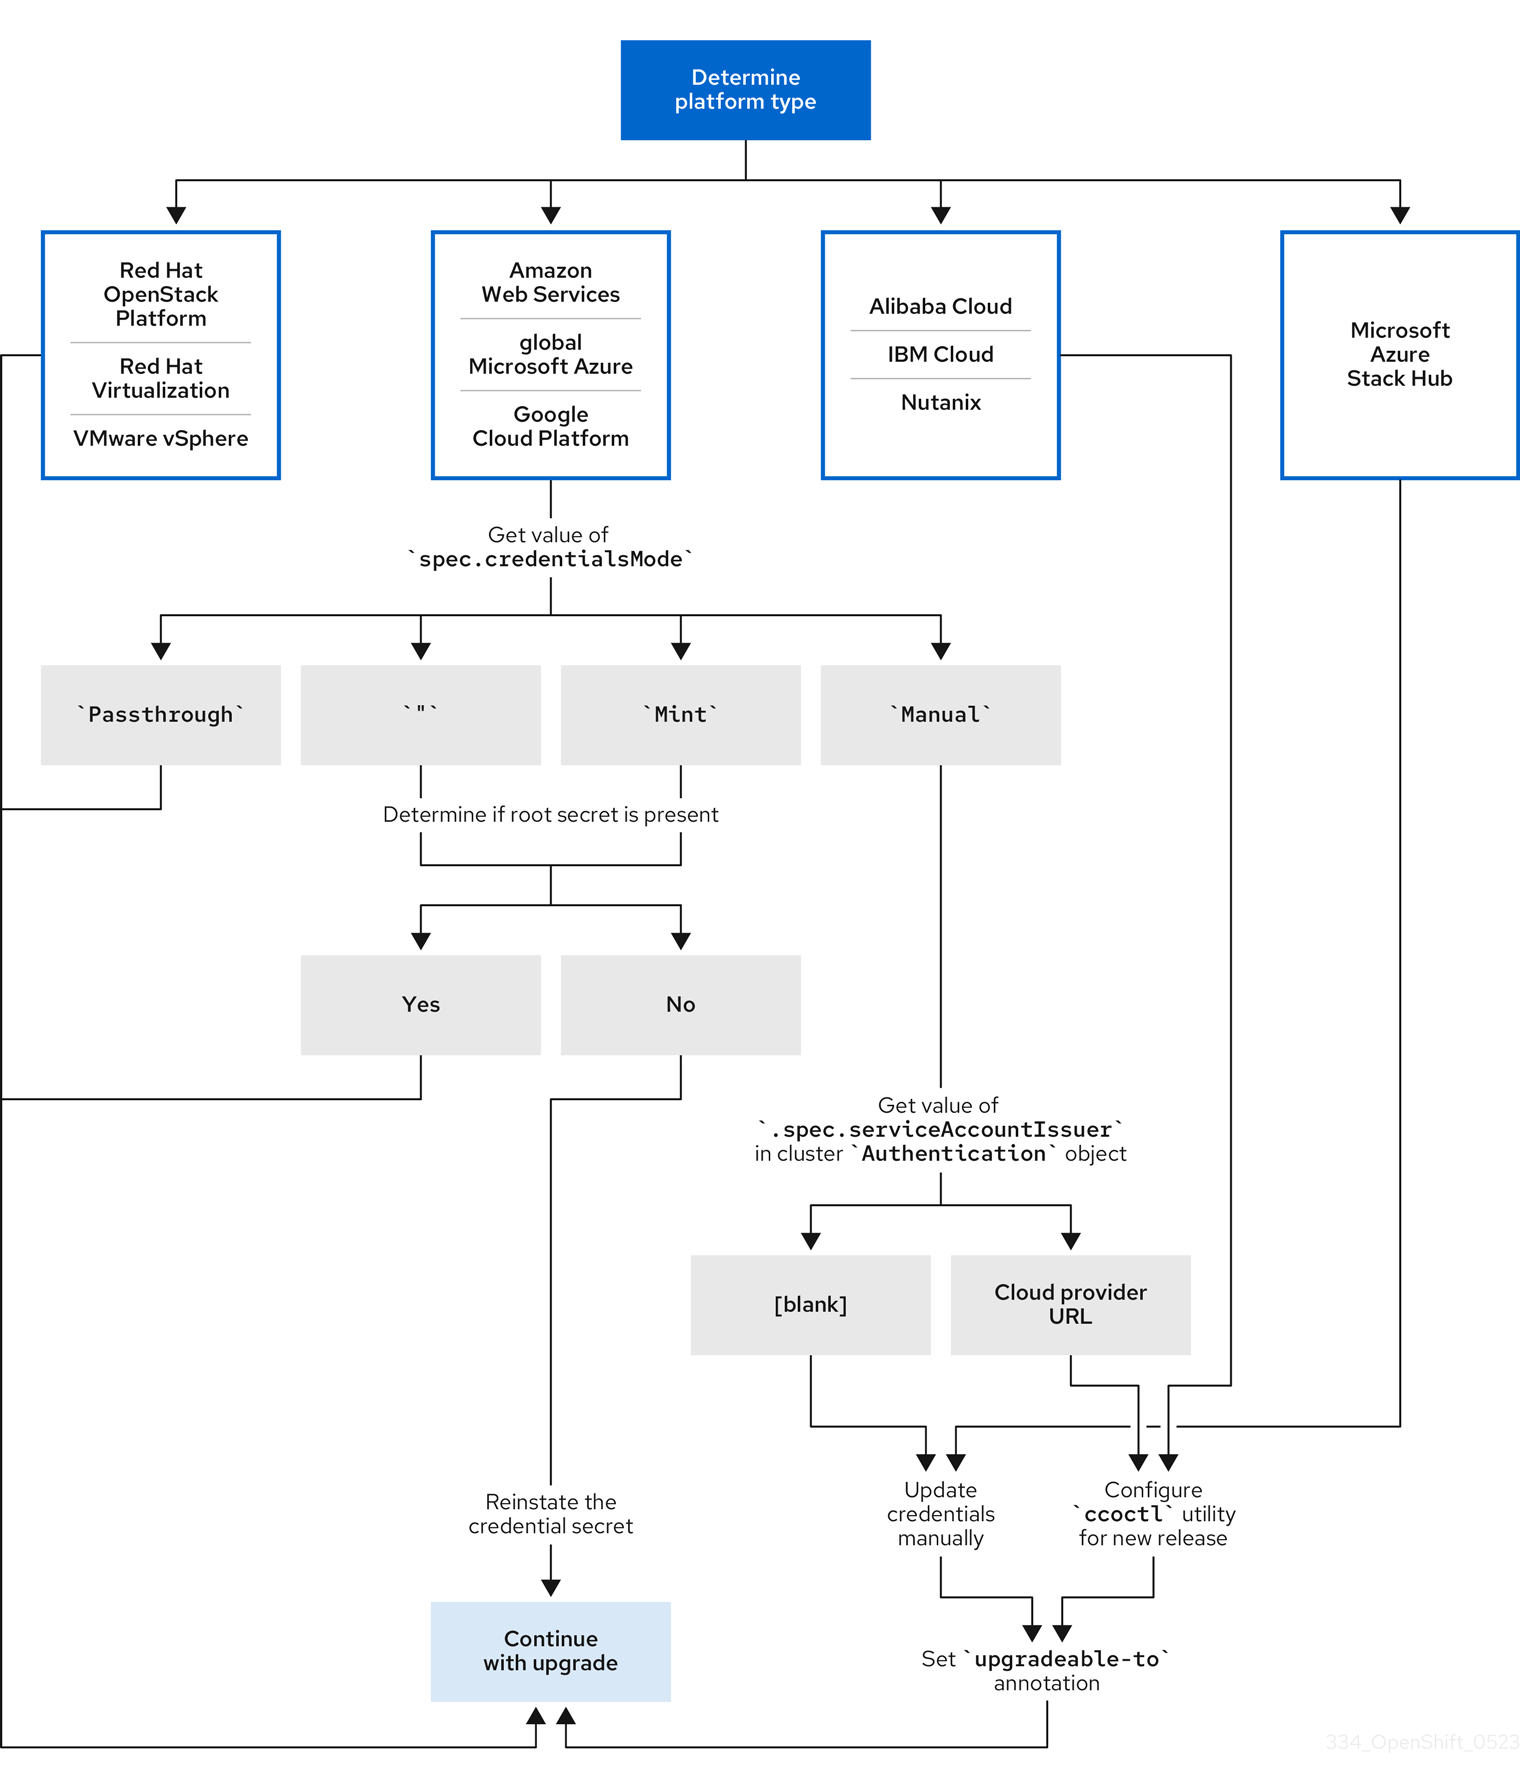 Determine
platform type
Red Hat
OpenStack
Platform
Red Hat
Virtualization
VMware vSphere
Amazon
Web Services
global
Microsoft Azure
Google
Cloud Platform
Alibaba Cloud
IBM Cloud
Nutanix
Microsoft
Azure
Stack Hub
Get value of
`spec.credentialsMode`
`Passthrough`
`"`
`Mint`
`Manual`
Determine if root secret is present
Yes
No
Get value of
`.spec.serviceAccountIssuer`
in cluster `Authentication` object
[blank]
Cloud provider
URL
Reinstate the
credential secret
Update
credentials
manually
Configure
`ccoctl` utility
for new release
Continue
with upgrade
Set `upgradeable-to`
annotation
334_OpenShift_0523